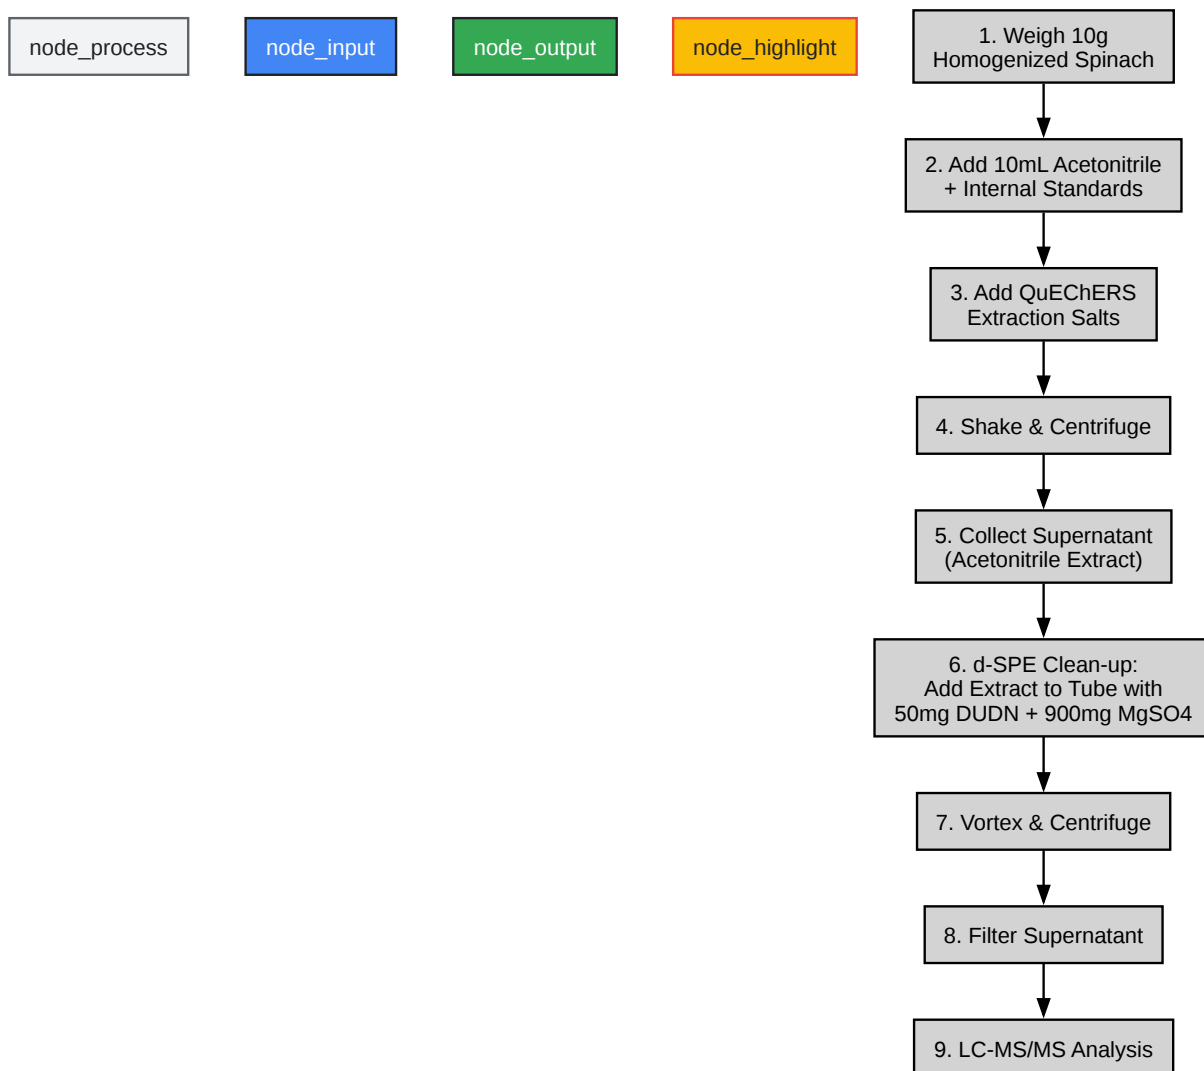 node_process
node_input
node_output
node_highlight
1. Weigh 10g
Homogenized Spinach
2. Add 10mL Acetonitrile
+ Internal Standards
3. Add QuEChERS
Extraction Salts
4. Shake & Centrifuge
5. Collect Supernatant
(Acetonitrile Extract)
6. d-SPE Clean-up:
Add Extract to Tube with
50mg DUDN + 900mg MgSO4
7. Vortex & Centrifuge
8. Filter Supernatant
9. LC-MS/MS Analysis